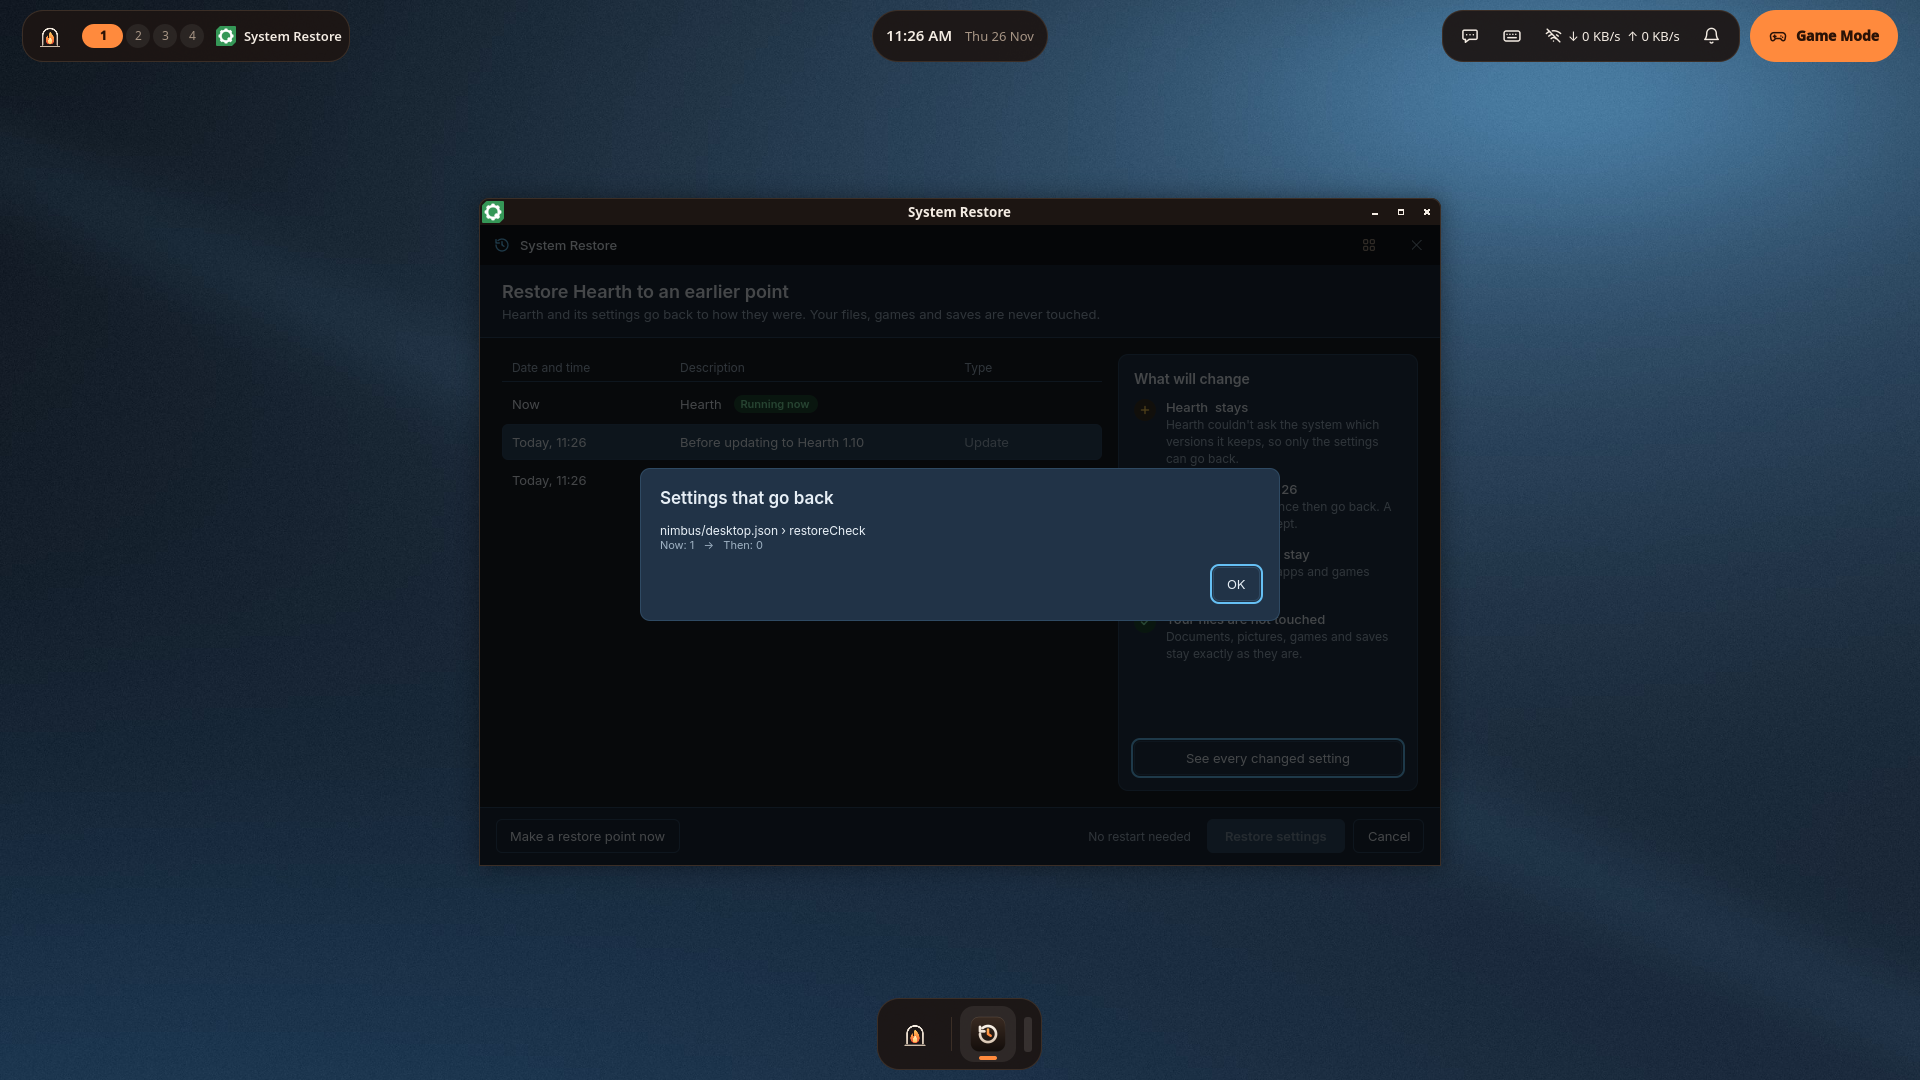 1 2 3 4 System Restore
11:26 AM Thu 26 Nov
↓ 0 KB/s ↑ 0 KB/s
Game Mode
System Restore
System Restore
Restore Hearth to an earlier point
Hearth and its settings go back to how they were. Your files, games and saves are never touched.
Date and time Description Type
Now Hearth Running now
Today, 11:26 Before updating to Hearth 1.10 Update
Today, 11:26
What will change
Hearth stays
Hearth couldn't ask the system which
versions it keeps, so only the settings
can go back.
26
then go back. A
stay
apps and games
Your files are not touched
Documents, pictures, games and saves
stay exactly as they are.
See every changed setting
Settings that go back
nimbus/desktop.json › restoreCheck
Now: 1 → Then: 0
OK
Make a restore point now
No restart needed
Restore settings
Cancel